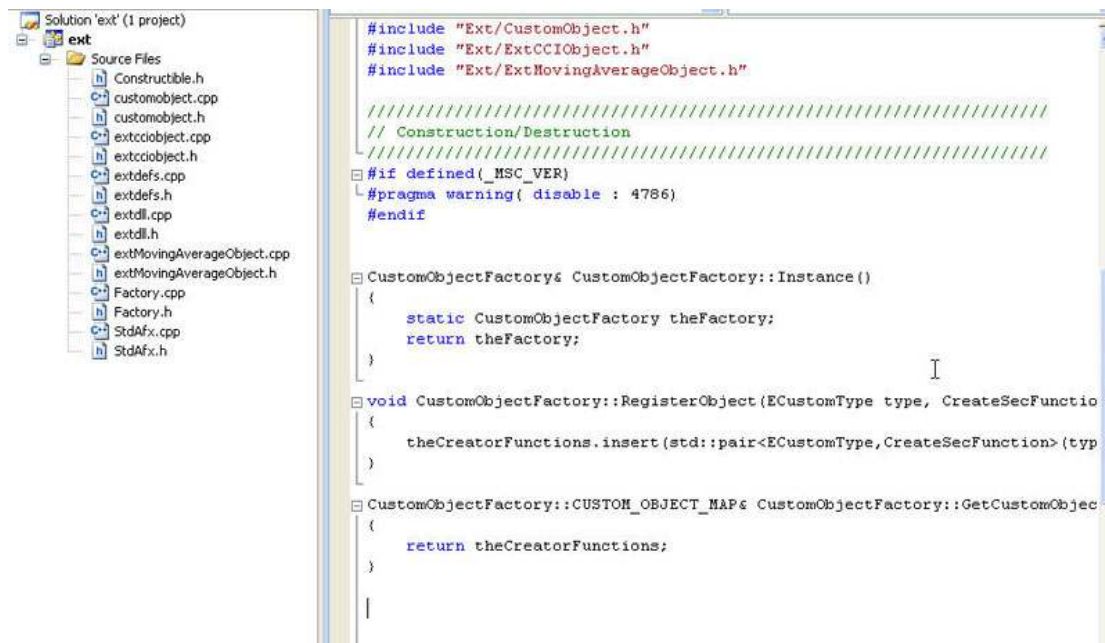 Solution 'ext' (1 project)
ext
Source Files
Constructible.h
customobject.cpp
customobject.h
extcciobject.cpp
extcciobject.h
extdefs.cpp
extdefs.h
extdll.cpp
extdll.h
extMovingAverageObject.cpp
extMovingAverageObject.h
Factory.cpp
Factory.h
StdAfx.cpp
StdAfx.h
#include "Ext/CustomObject.h"
#include "Ext/ExtCCIObject.h"
#include "Ext/ExtMovingAverageObject.h"
//////////////////////////////////////////////////////////////////////
// Construction/Destruction
//////////////////////////////////////////////////////////////////////
#if defined(_MSC_VER)
#pragma warning( disable : 4786)
#endif
CustomObjectFactory& CustomObjectFactory::Instance()
{
static CustomObjectFactory theFactory;
return theFactory;
}
void CustomObjectFactory::RegisterObject(ECustomType type, CreateSecFunctio
{
theCreatorFunctions.insert(std::pair<ECustomType,CreateSecFunction>(typ
}
CustomObjectFactory::CUSTOM_OBJECT_MAP& CustomObjectFactory::GetCustomObjec
{
return theCreatorFunctions;
}